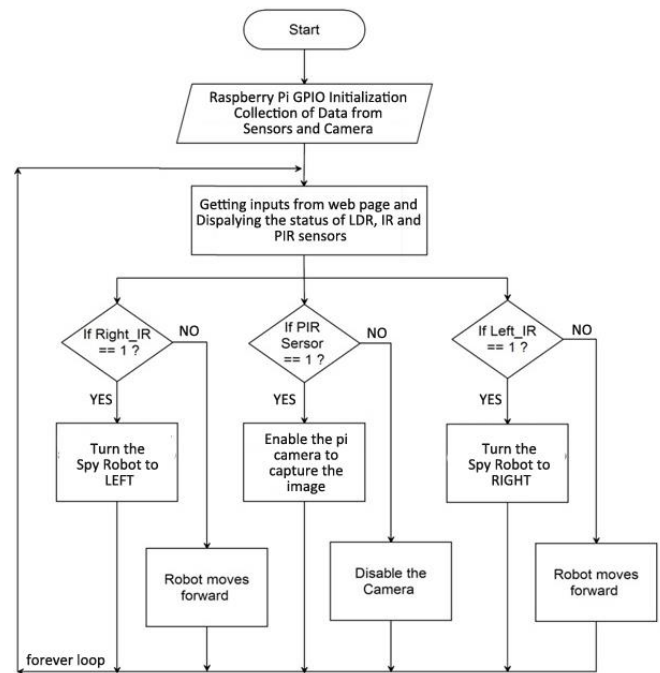 Start
Raspberry Pi GPIO Initialization
Collection of Data from
Sensors and Camera
Getting inputs from web page and
Dispalying the status of LDR, IR and
PIR sensors
If Right_IR
== 1 ?
NO
YES
If PIR
Sersor
== 1 ?
NO
YES
If Left_IR
== 1 ?
NO
YES
Turn the
Spy Robot to
LEFT
Enable the pi
camera to
capture the
image
Turn the
Spy Robot to
RIGHT
Robot moves
forward
Disable the
Camera
Robot moves
forward
forever loop